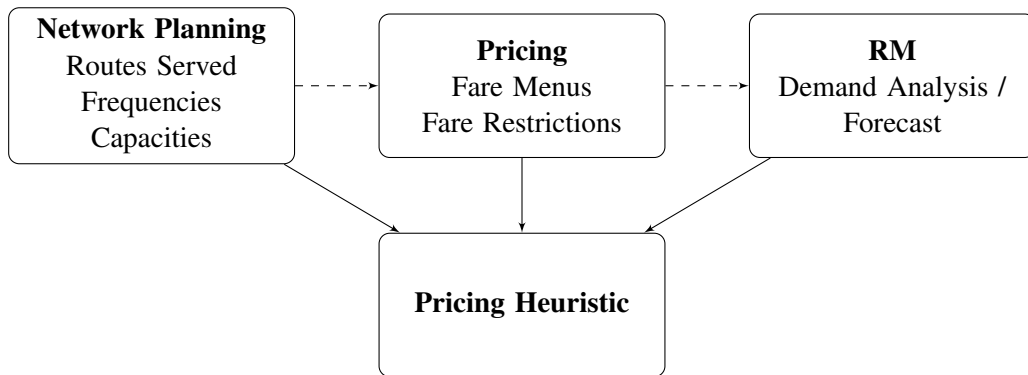 Network Planning
Routes Served
Frequencies
Capacities
Pricing
Fare Menus
Fare Restrictions
RM
Demand Analysis /
Forecast
Pricing Heuristic